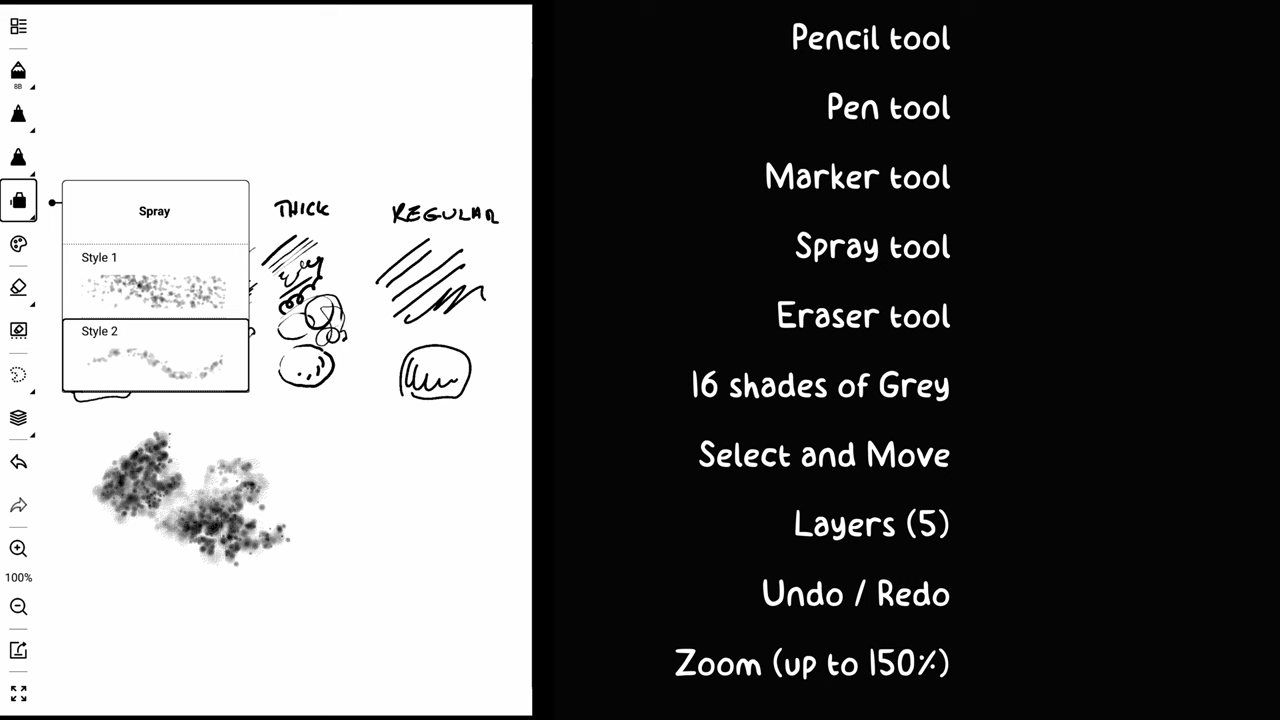 6B
Spray
Style 1
Style 2
THICK
REGULAR
100%
Pencil tool
Pen tool
Marker tool
Spray tool
Eraser tool
16 shades of Grey
Select and Move
Layers (5)
Undo / Redo
Zoom (up to 150%)